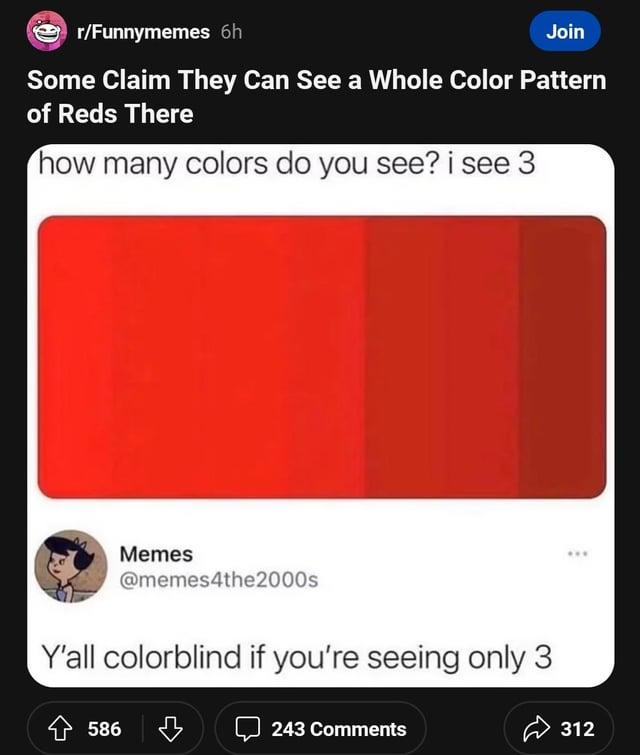 r/Funnymemes 6h
Join
Some Claim They Can See a Whole Color Pattern
of Reds There
how many colors do you see? i see 3
Memes
@memes4the2000s
Y'all colorblind if you're seeing only 3
586
243 Comments
312